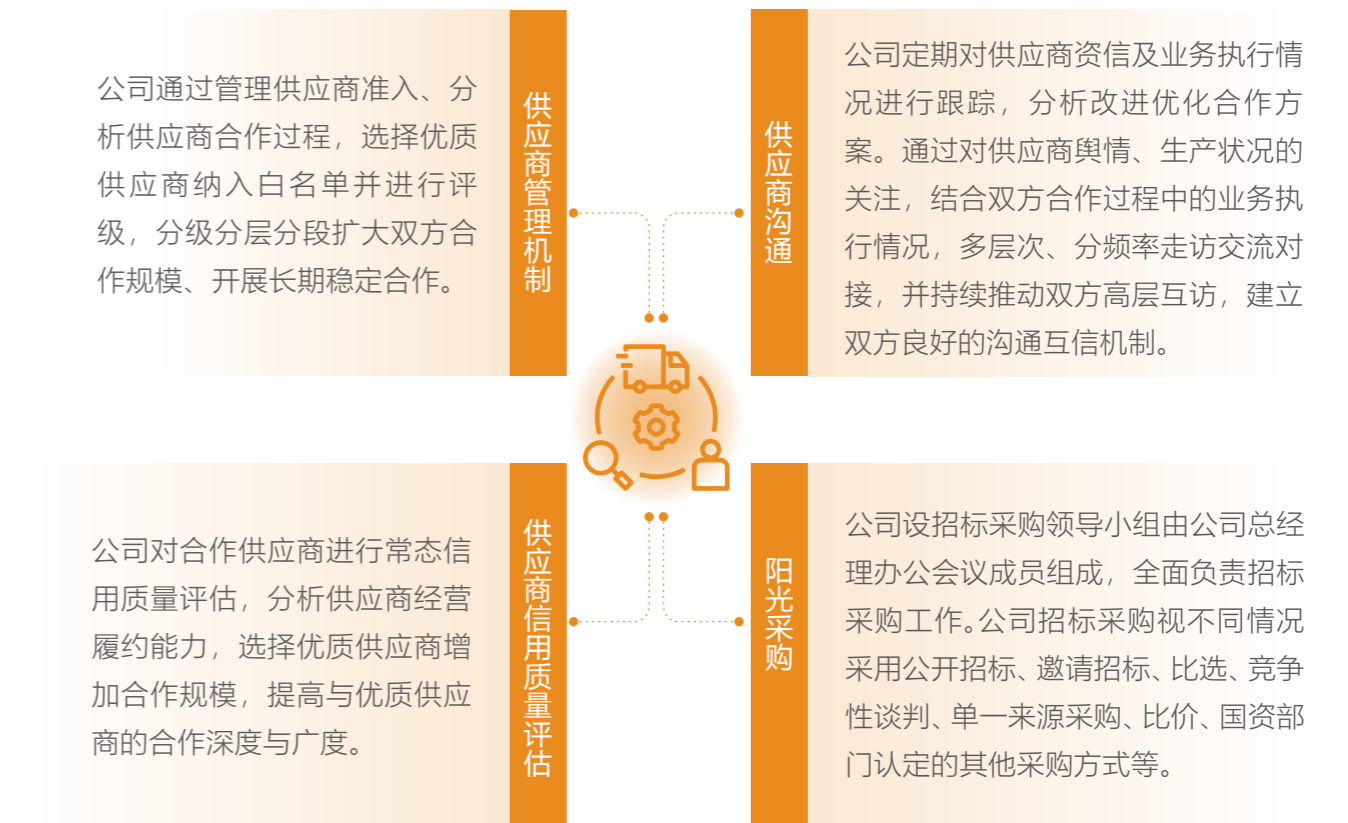 公司通过管理供应商准入、分
析供应商合作过程，选择优质
供应商纳入白名单并进行评
级，分级分层分段扩大双方合
作规模、开展长期稳定合作。
供应商管理机制
供应商沟通
公司定期对供应商资信及业务执行情
况进行跟踪，分析改进优化合作方
案。通过对供应商舆情、生产状况的
关注，结合双方合作过程中的业务执
行情况，多层次、分频率走访交流对
接，并持续推动双方高层互访，建立
双方良好的沟通互信机制。
公司对合作供应商进行常态信
用质量评估，分析供应商经营
履约能力，选择优质供应商增
加合作规模，提高与优质供应
商的合作深度与广度。
供应商信用质量评估
阳光采购
公司设招标采购领导小组由公司总经
理办公会议成员组成，全面负责招标
采购工作。公司招标采购视不同情况
采用公开招标、邀请招标、比选、竞争
性谈判、单一来源采购、比价、国资部
门认定的其他采购方式等。